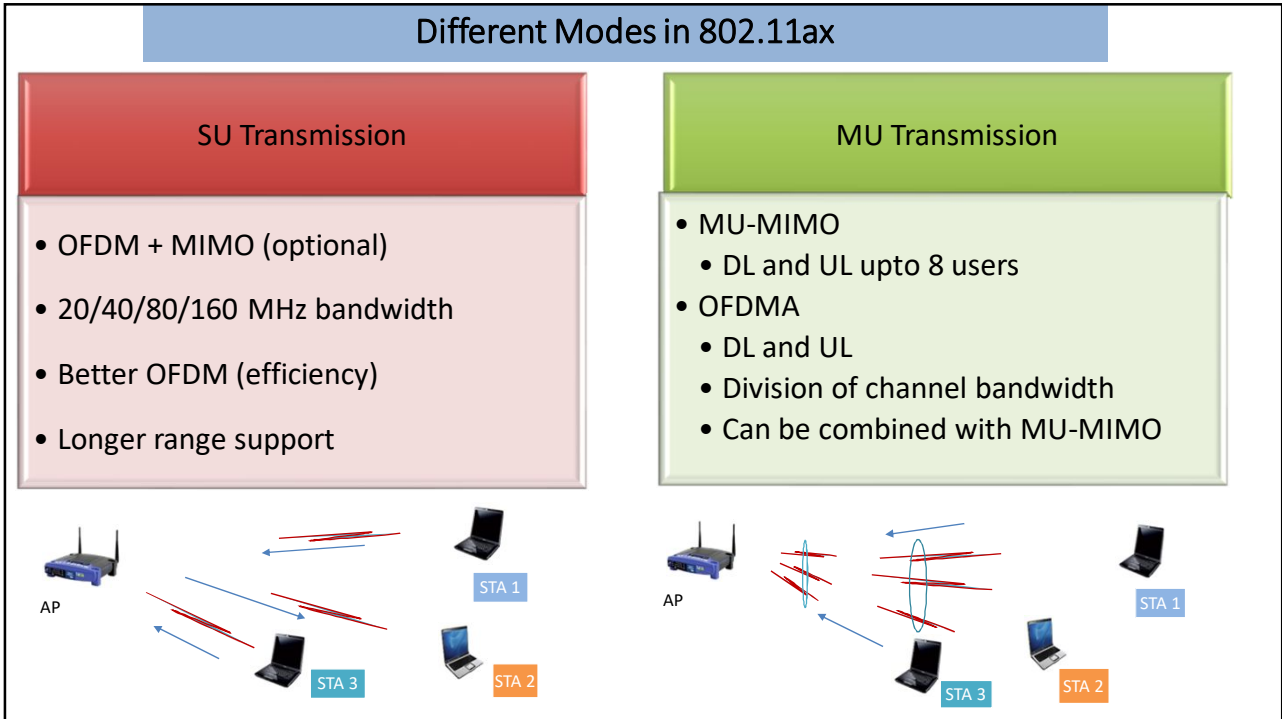 Different Modes in 802.11ax
SU Transmission
• OFDM + MIMO (optional)
• 20/40/80/160 MHz bandwidth
• Better OFDM (efficiency)
• Longer range support
MU Transmission
• MU-MIMO
• DL and UL upto 8 users
• OFDMA
• DL and UL
• Division of channel bandwidth
• Can be combined with MU-MIMO
AP
STA 1
STA 2
STA 3
AP
STA 1
STA 2
STA 3